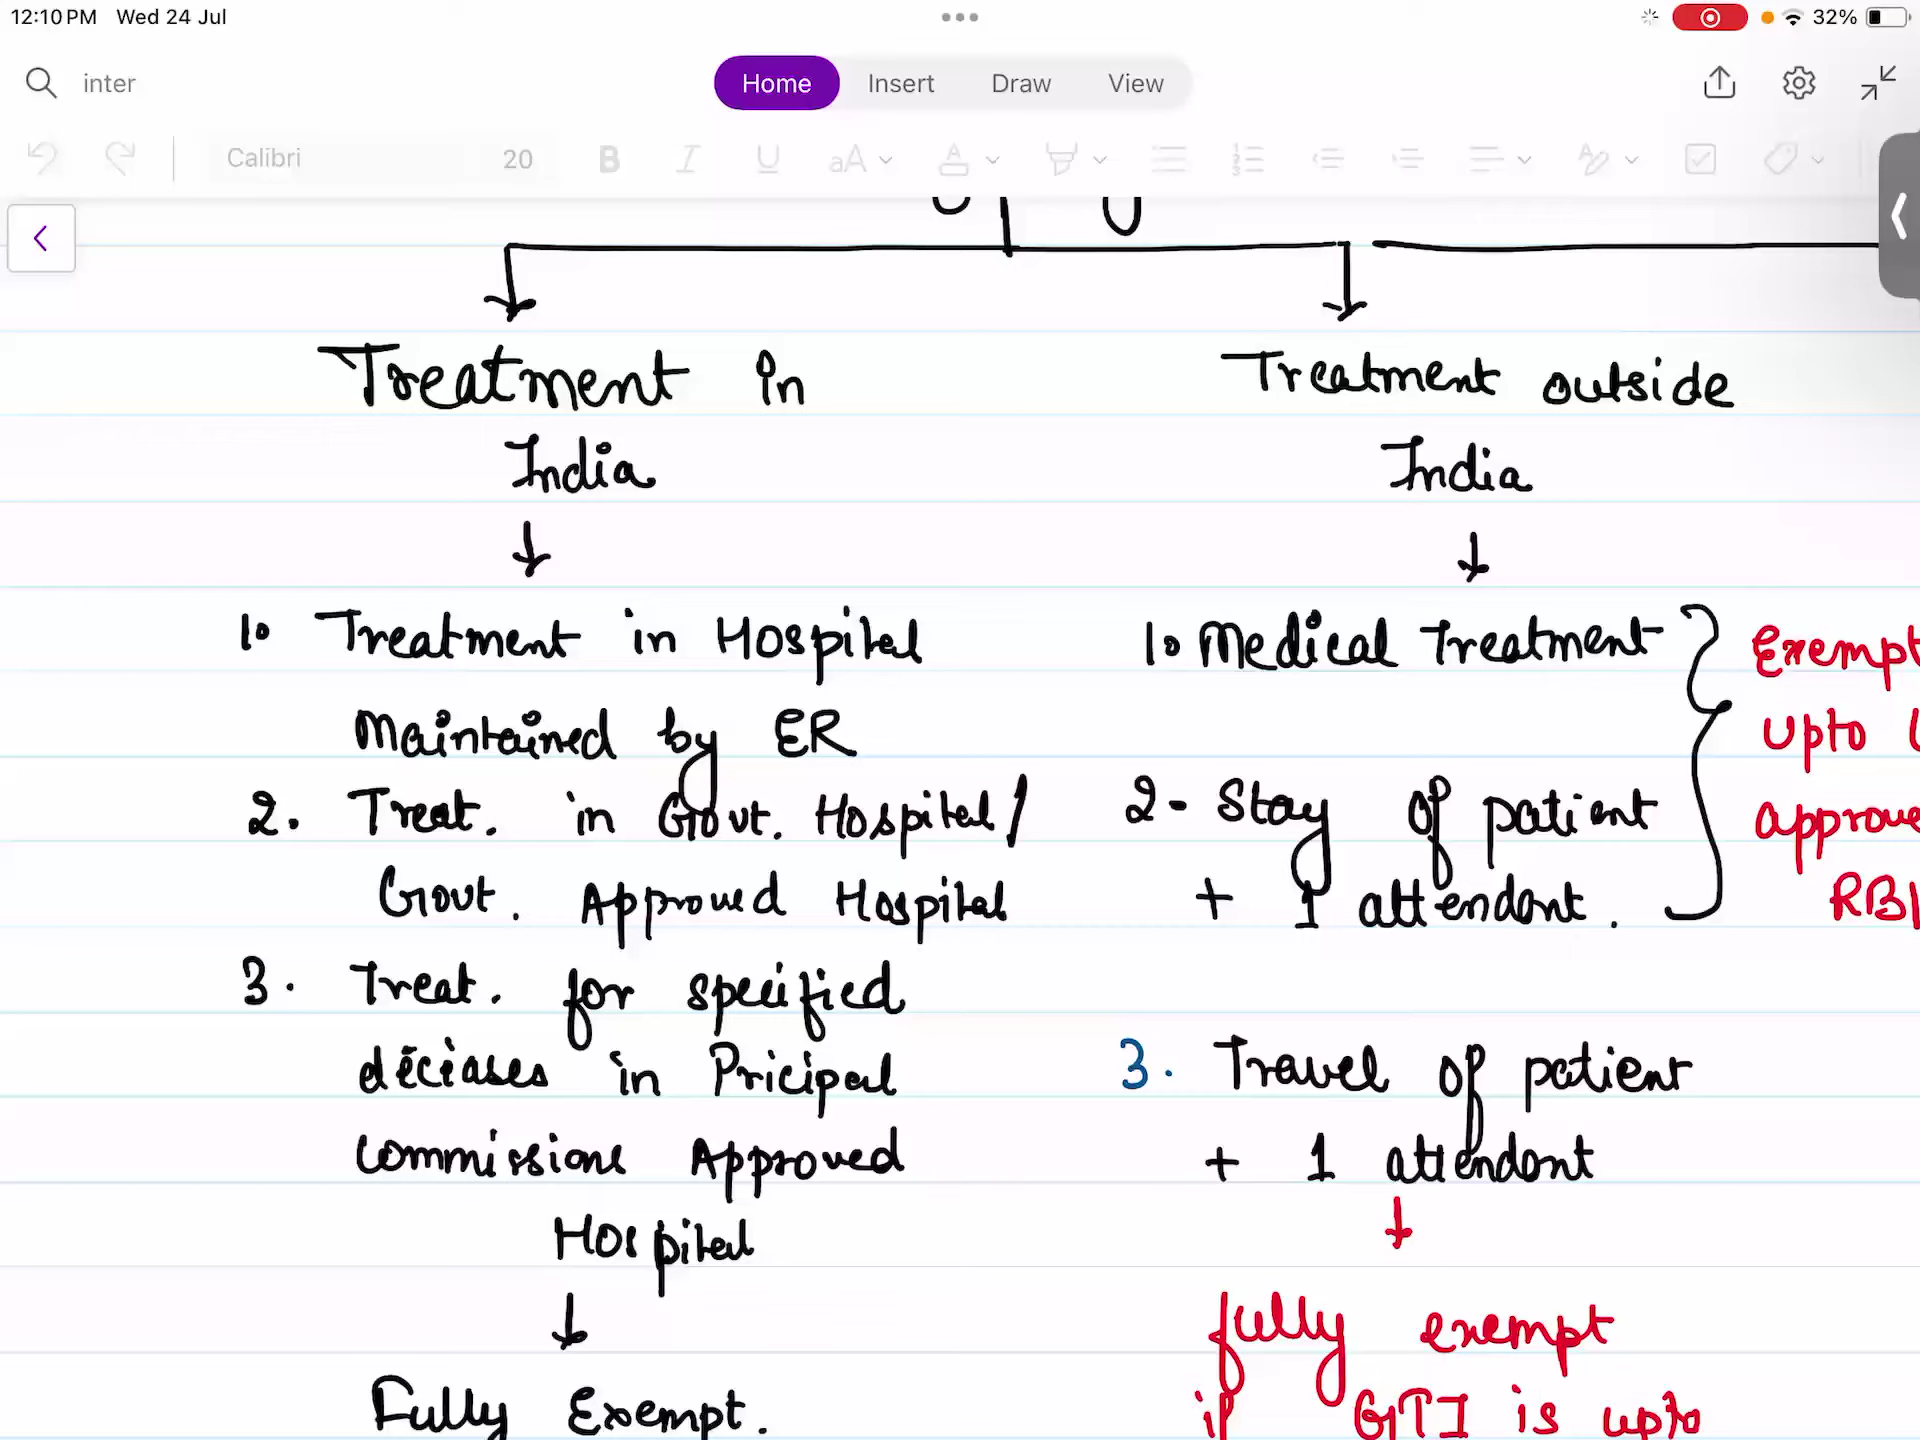 12:10 PM Wed 24 Jul
32%
inter
Home Insert Draw View
Calibri 20 B I U aA A
Treatment in
India
1. Treatment in Hospital
Maintained by ER
2. Treat. in Govt. Hospital /
Govt. Approved Hospital
3. Treat. for specified
deciases in Pricipal
commissions Approved
Hospital
Fully Exempt.
Treatment outside
India
1. Medical Treatment
2 - Stay of patient
+ 1 attendant.
Exempt
upto
approve
RBI
3. Travel of patient
+ 1 attendant
fully exempt
if GTI is upto